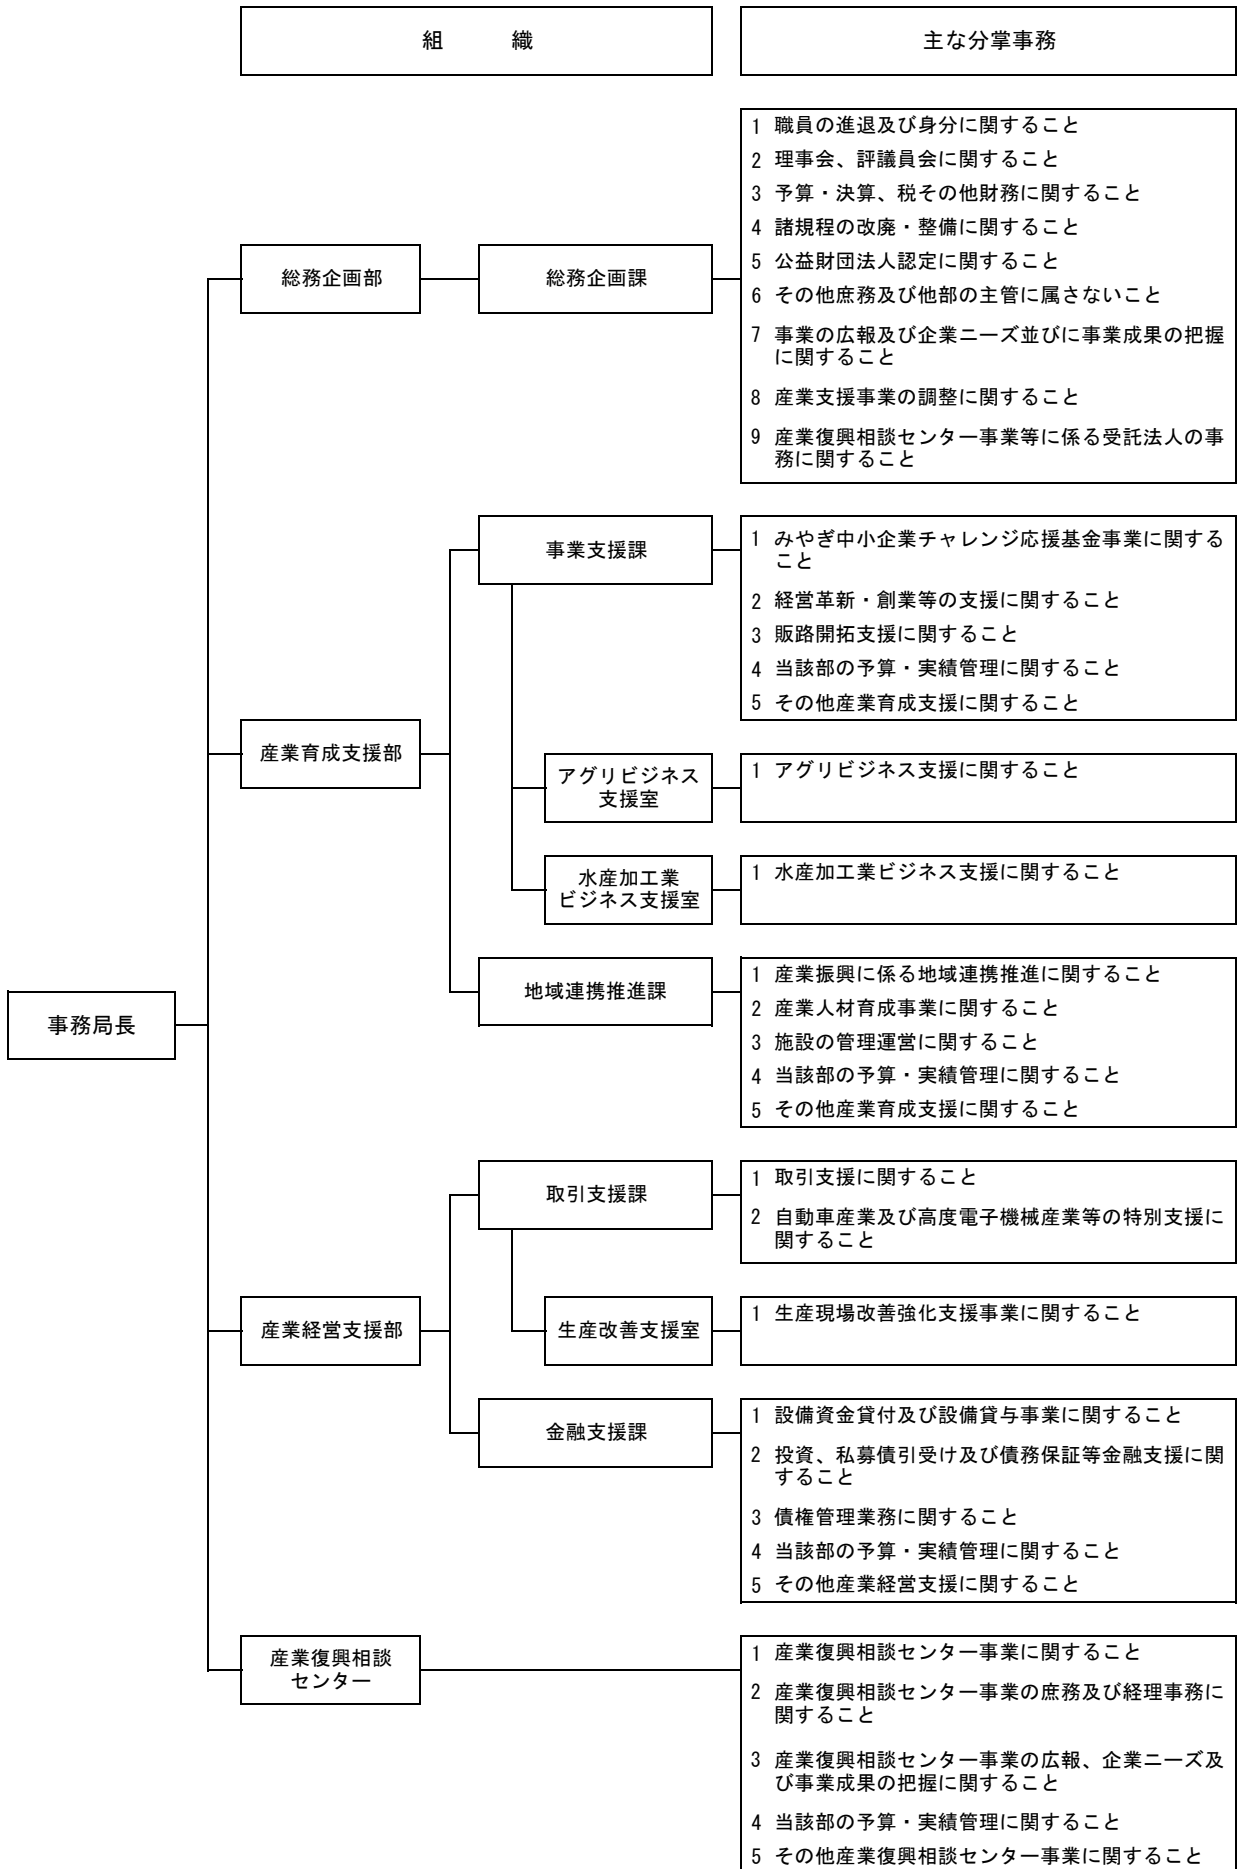 組　　　織
主な分掌事務
1 職員の進退及び身分に関すること
2 理事会、評議員会に関すること
3 予算・決算、税その他財務に関すること
4 諸規程の改廃・整備に関すること
総務企画部
総務企画課
5 公益財団法人認定に関すること
6 その他庶務及び他部の主管に属さないこと
7 事業の広報及び企業ニーズ並びに事業成果の把握
に関すること
8 産業支援事業の調整に関すること
9 産業復興相談センター事業等に係る受託法人の事
務に関すること
事業支援課
1 みやぎ中小企業チャレンジ応援基金事業に関する
こと
2 経営革新・創業等の支援に関すること
3 販路開拓支援に関すること
4 当該部の予算・実績管理に関すること
5 その他産業育成支援に関すること
産業育成支援部
アグリビジネス
支援室
1 アグリビジネス支援に関すること
水産加工業
ビジネス支援室
1 水産加工業ビジネス支援に関すること
地域連携推進課
1 産業振興に係る地域連携推進に関すること
2 産業人材育成事業に関すること
3 施設の管理運営に関すること
4 当該部の予算・実績管理に関すること
5 その他産業育成支援に関すること
事務局長
取引支援課
1 取引支援に関すること
2 自動車産業及び高度電子機械産業等の特別支援に
関すること
産業経営支援部
生産改善支援室
1 生産現場改善強化支援事業に関すること
金融支援課
1 設備資金貸付及び設備貸与事業に関すること
2 投資、私募債引受け及び債務保証等金融支援に関
すること
3 債権管理業務に関すること
4 当該部の予算・実績管理に関すること
5 その他産業経営支援に関すること
産業復興相談
センター
1 産業復興相談センター事業に関すること
2 産業復興相談センター事業の庶務及び経理事務に
関すること
3 産業復興相談センター事業の広報、企業ニーズ及
び事業成果の把握に関すること
4 当該部の予算・実績管理に関すること
5 その他産業復興相談センター事業に関すること